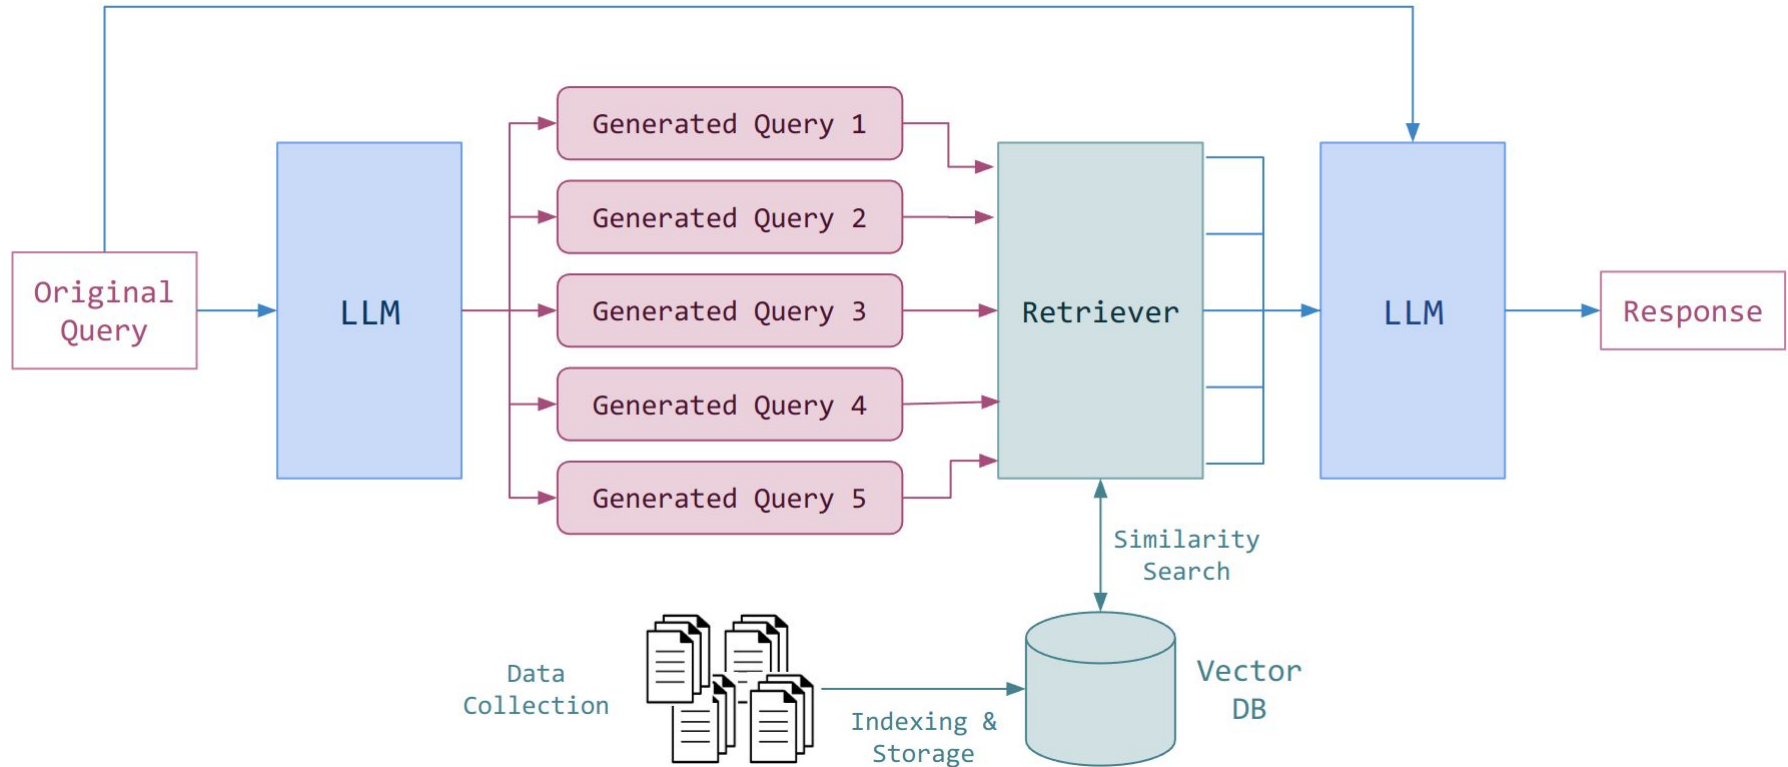 Original
Query
LLM
Generated Query 1
Generated Query 2
Generated Query 3
Generated Query 4
Generated Query 5
Retriever
LLM
Response
Similarity
Search
Data
Collection
Indexing &
Storage
Vector
DB